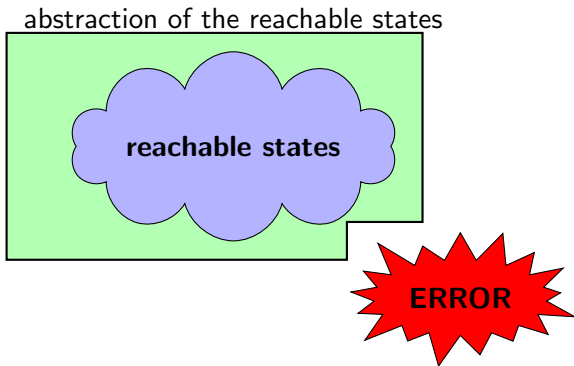 abstraction of the reachable states
reachable states
ERROR